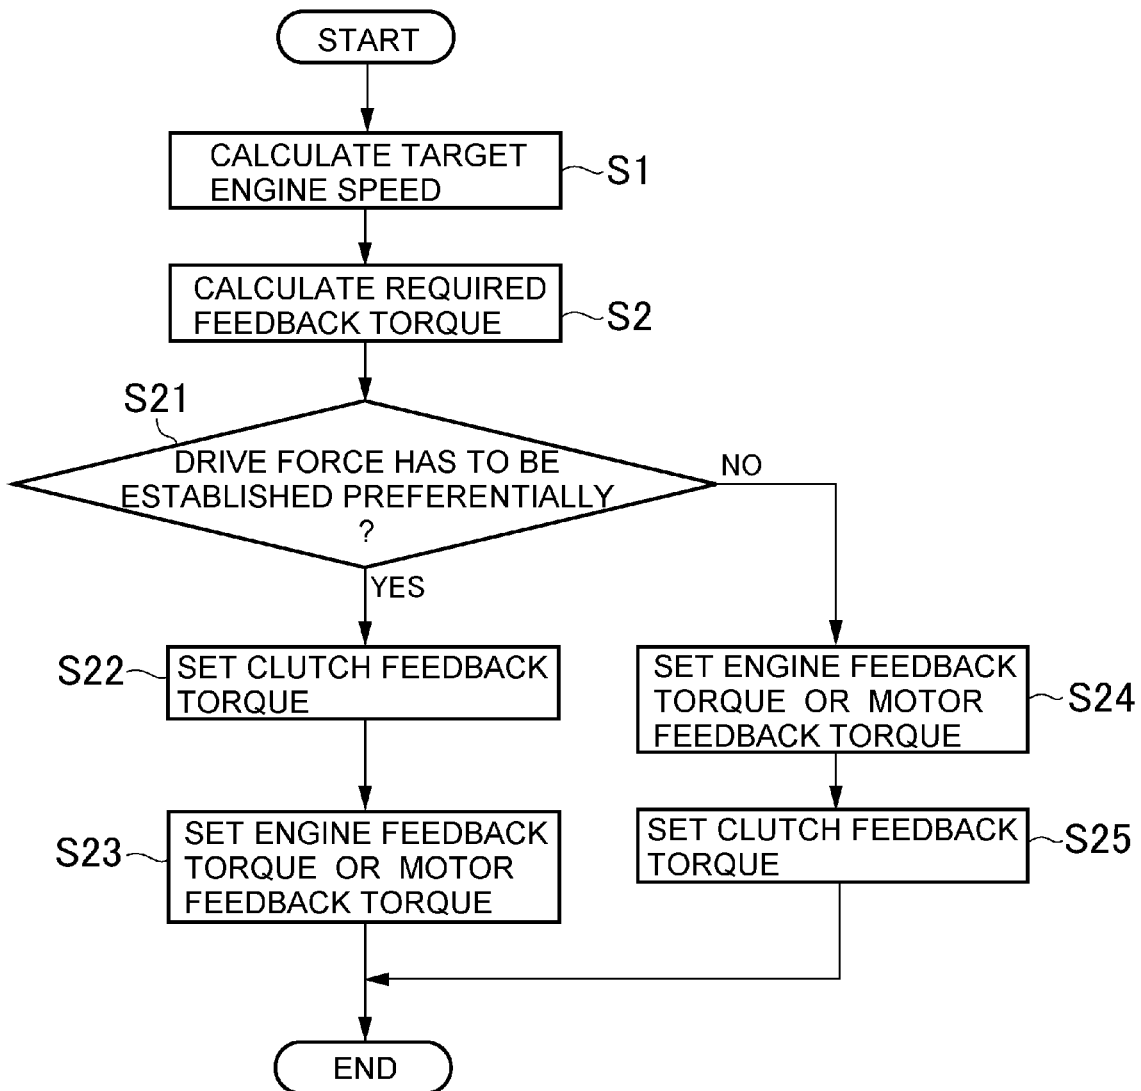 START
CALCULATE TARGET
ENGINE SPEED
S1
CALCULATE REQUIRED
FEEDBACK TORQUE
S2
S21
DRIVE FORCE HAS TO BE
ESTABLISHED PREFERENTIALLY
?
NO
YES
S22
SET CLUTCH FEEDBACK
TORQUE
S23
SET ENGINE FEEDBACK
TORQUE OR MOTOR
FEEDBACK TORQUE
SET ENGINE FEEDBACK
TORQUE OR MOTOR
FEEDBACK TORQUE
S24
SET CLUTCH FEEDBACK
TORQUE
S25
END